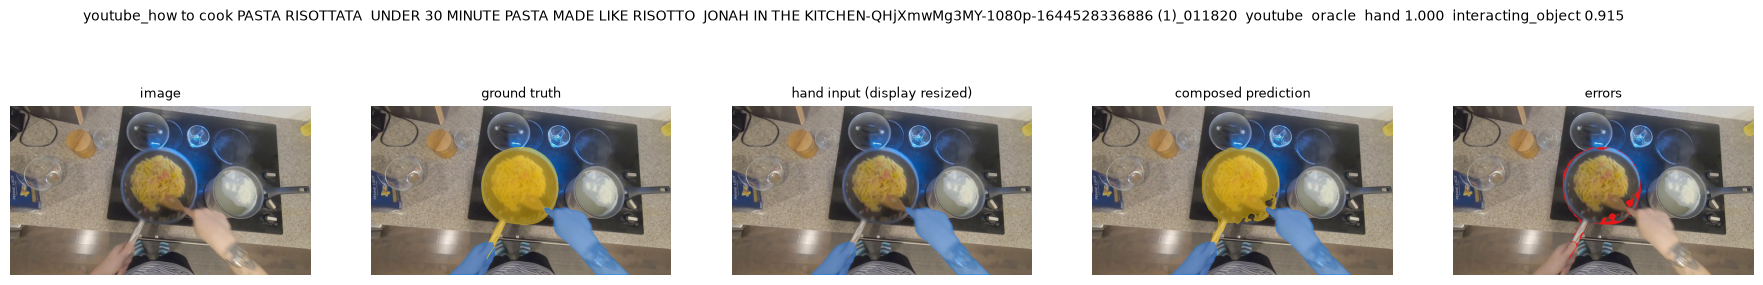 youtube_how to cook PASTA RISOTTATA  UNDER 30 MINUTE PASTA MADE LIKE RISOTTO  JONAH IN THE KITCHEN-QHjXmwMg3MY-1080p-1644528336886 (1)_011820  youtube  oracle  hand 1.000  interacting_object 0.915
image
ground truth
hand input (display resized)
composed prediction
errors